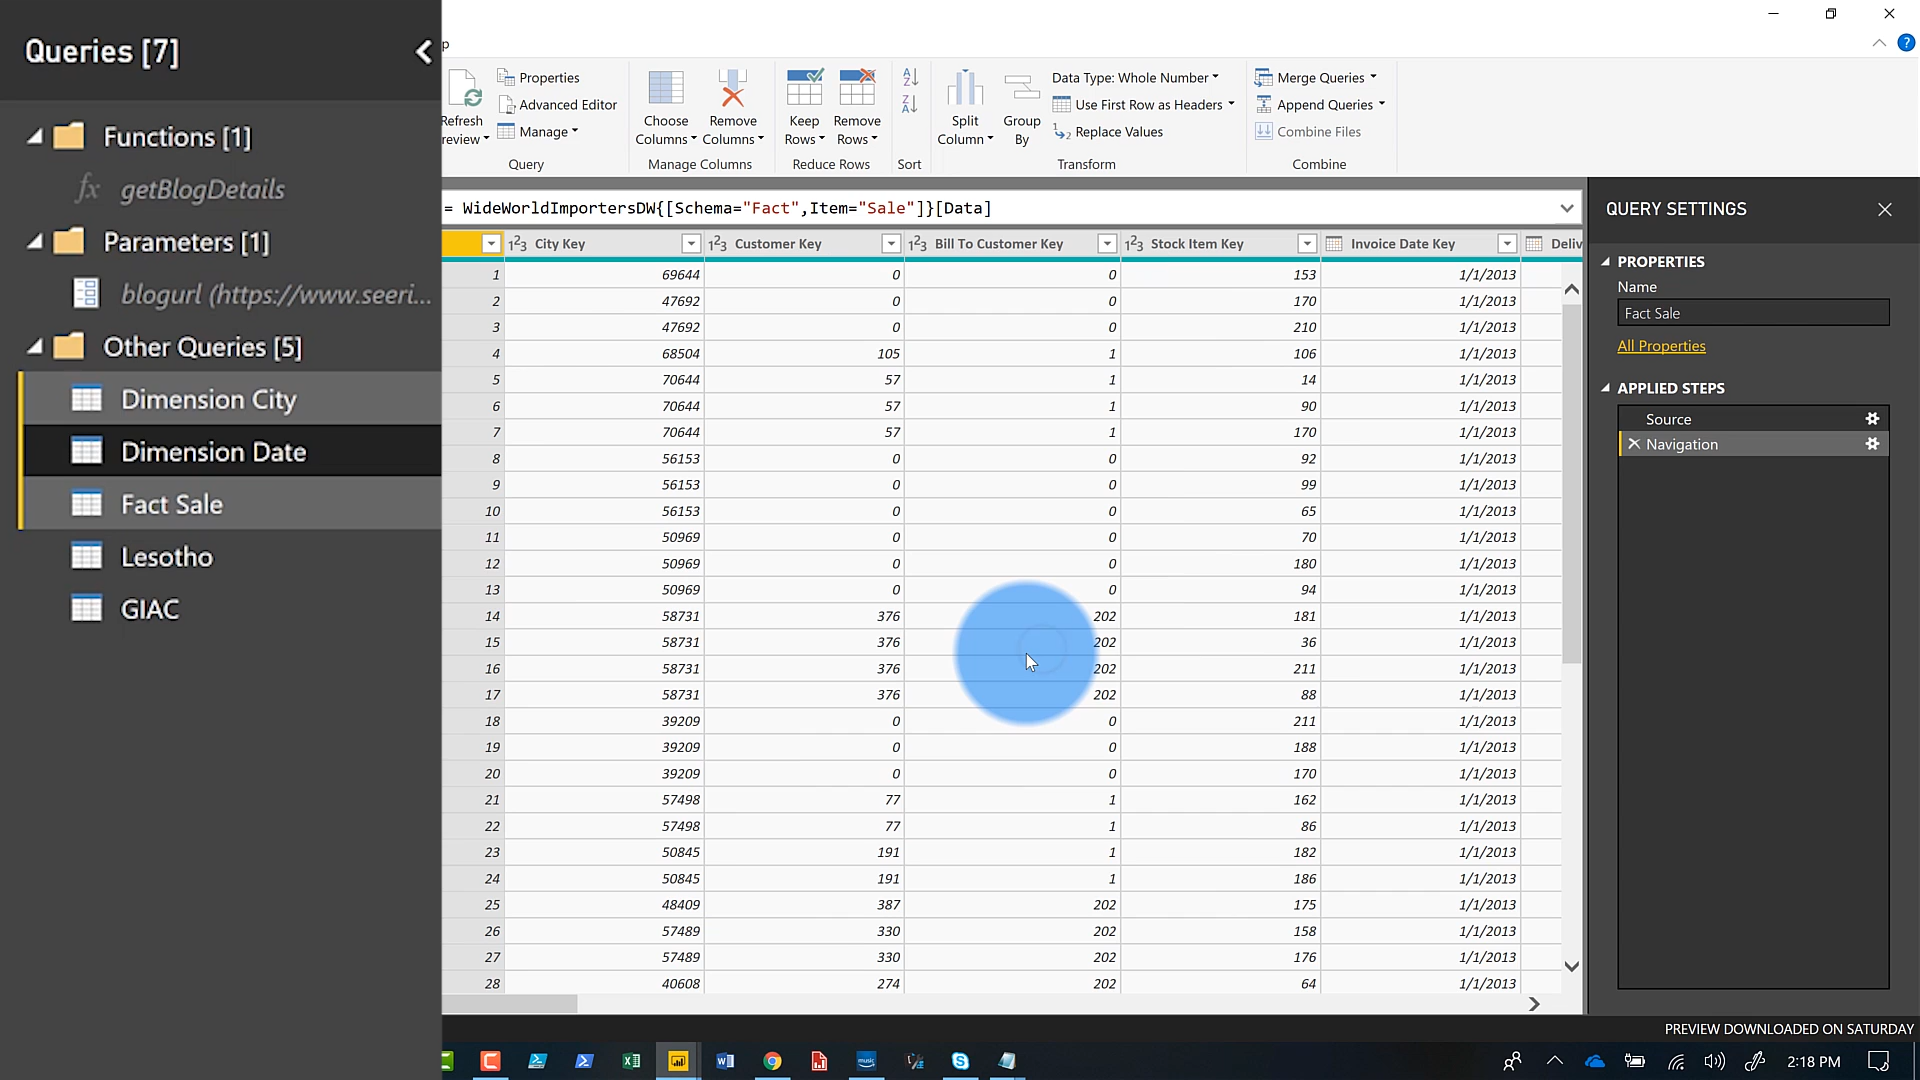 Queries [7]
Functions [1]
fx getBlogDetails
Parameters [1]
blogurl (https://www.seeri...
Other Queries [5]
Dimension City
Dimension Date
Fact Sale
Lesotho
GIAC
p
Refresh
review
Properties
Advanced Editor
Manage
Query
Choose
Columns
Remove
Columns
Manage Columns
Keep
Rows
Remove
Rows
Reduce Rows
Sort
Split
Column
Group
By
Data Type: Whole Number
Use First Row as Headers
Replace Values
Transform
Merge Queries
Append Queries
Combine Files
Combine
= WideWorldImportersDW{[Schema="Fact",Item="Sale"]}[Data]
City Key Customer Key Bill To Customer Key Stock Item Key Invoice Date Key Deliv
1 69644 0 0 153 1/1/2013
2 47692 0 0 170 1/1/2013
3 47692 0 0 210 1/1/2013
4 68504 105 1 106 1/1/2013
5 70644 57 1 14 1/1/2013
6 70644 57 1 90 1/1/2013
7 70644 57 1 170 1/1/2013
8 56153 0 0 92 1/1/2013
9 56153 0 0 99 1/1/2013
10 56153 0 0 65 1/1/2013
11 50969 0 0 70 1/1/2013
12 50969 0 0 180 1/1/2013
13 50969 0 0 94 1/1/2013
14 58731 376 202 181 1/1/2013
15 58731 376 202 36 1/1/2013
16 58731 376 202 211 1/1/2013
17 58731 376 202 88 1/1/2013
18 39209 0 0 211 1/1/2013
19 39209 0 0 188 1/1/2013
20 39209 0 0 170 1/1/2013
21 57498 77 1 162 1/1/2013
22 57498 77 1 86 1/1/2013
23 50845 191 1 182 1/1/2013
24 50845 191 1 186 1/1/2013
25 48409 387 202 175 1/1/2013
26 57489 330 202 158 1/1/2013
27 57489 330 202 176 1/1/2013
28 40608 274 202 64 1/1/2013
QUERY SETTINGS
PROPERTIES
Name
Fact Sale
All Properties
APPLIED STEPS
Source
Navigation
PREVIEW DOWNLOADED ON SATURDAY
2:18 PM